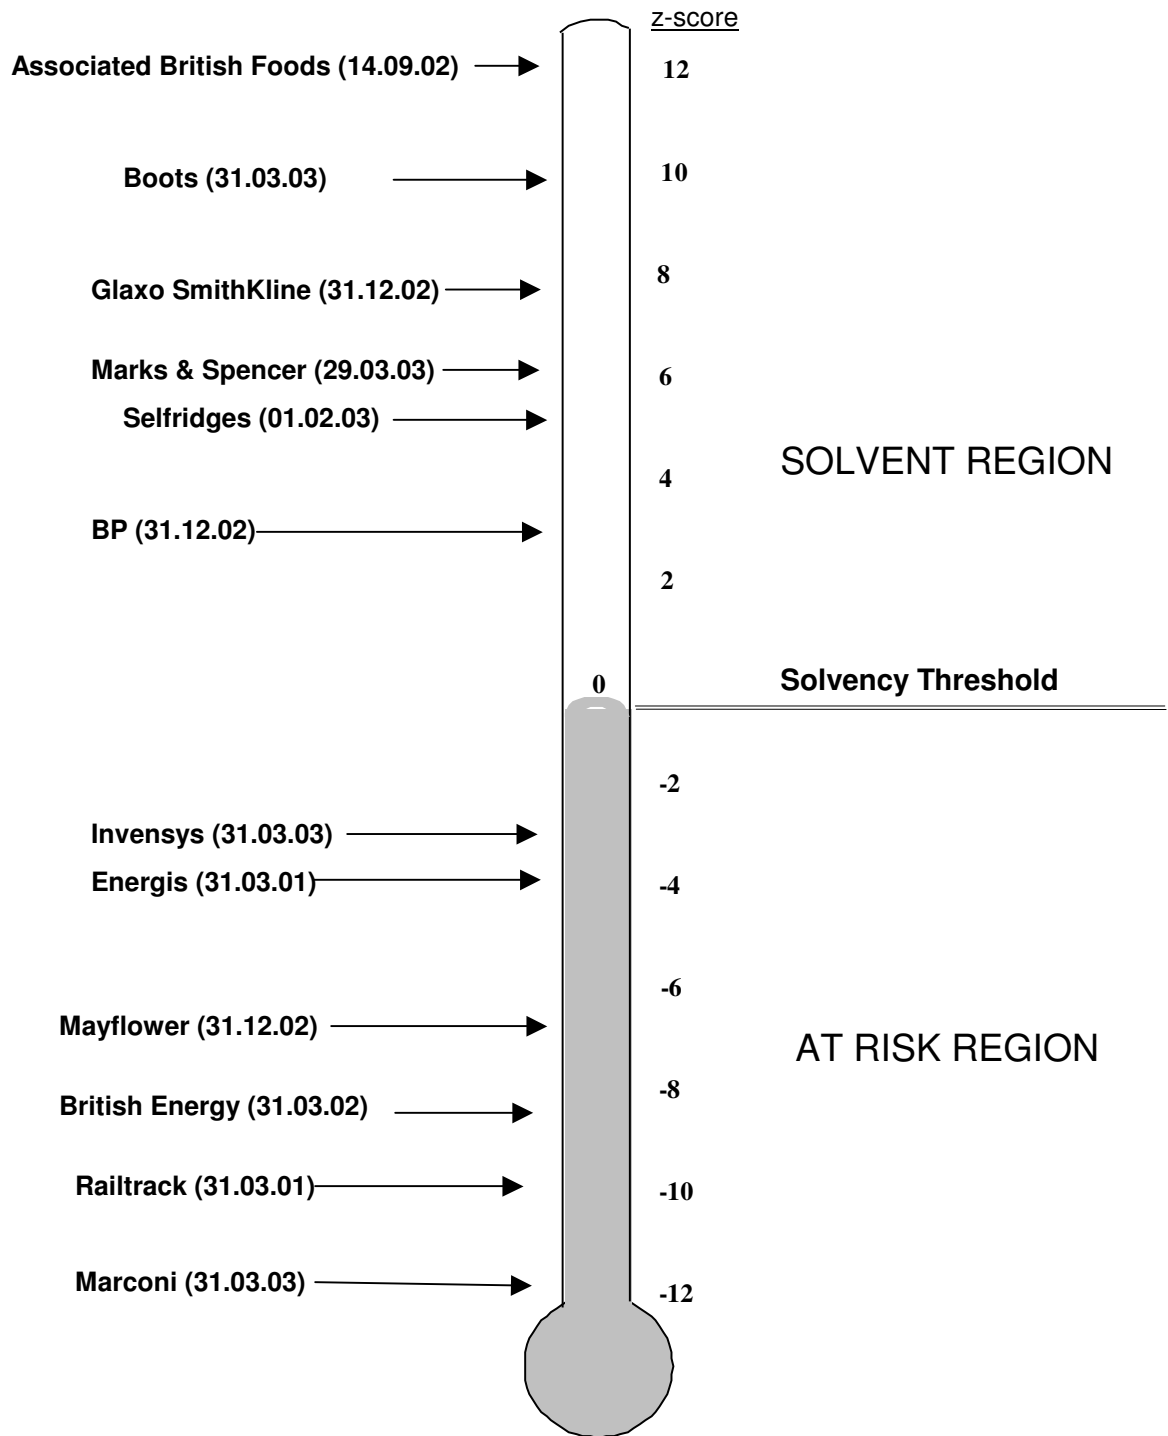 z-score
Associated British Foods (14.09.02)
12
Boots (31.03.03)
10
Glaxo SmithKline (31.12.02)
8
Marks & Spencer (29.03.03)
6
Selfridges (01.02.03)
SOLVENT REGION
4
BP (31.12.02)
2
0
Solvency Threshold
-2
Invensys (31.03.03)
Energis (31.03.01)
-4
-6
Mayflower (31.12.02)
AT RISK REGION
-8
British Energy (31.03.02)
Railtrack (31.03.01)
-10
Marconi (31.03.03)
-12